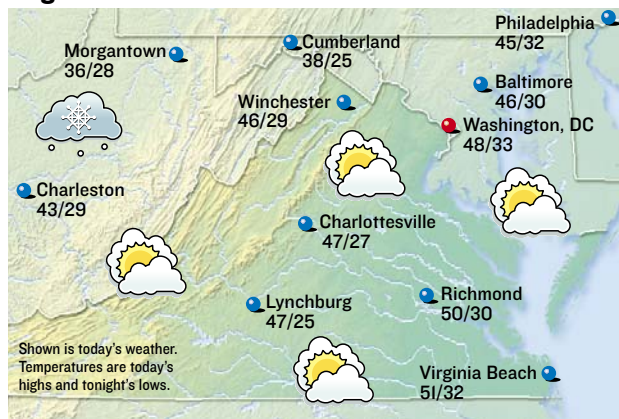 Philadelphia
45/32
Morgantown
36/28
Cumberland
38/25
Baltimore
46/30
Winchester
46/29
Washington, DC
48/33
Charleston
43/29
Charlottesville
47/27
Lynchburg
47/25
Richmond
50/30
Shown is today's weather.
Temperatures are today's
highs and tonight's lows.
Virginia Beach
51/32